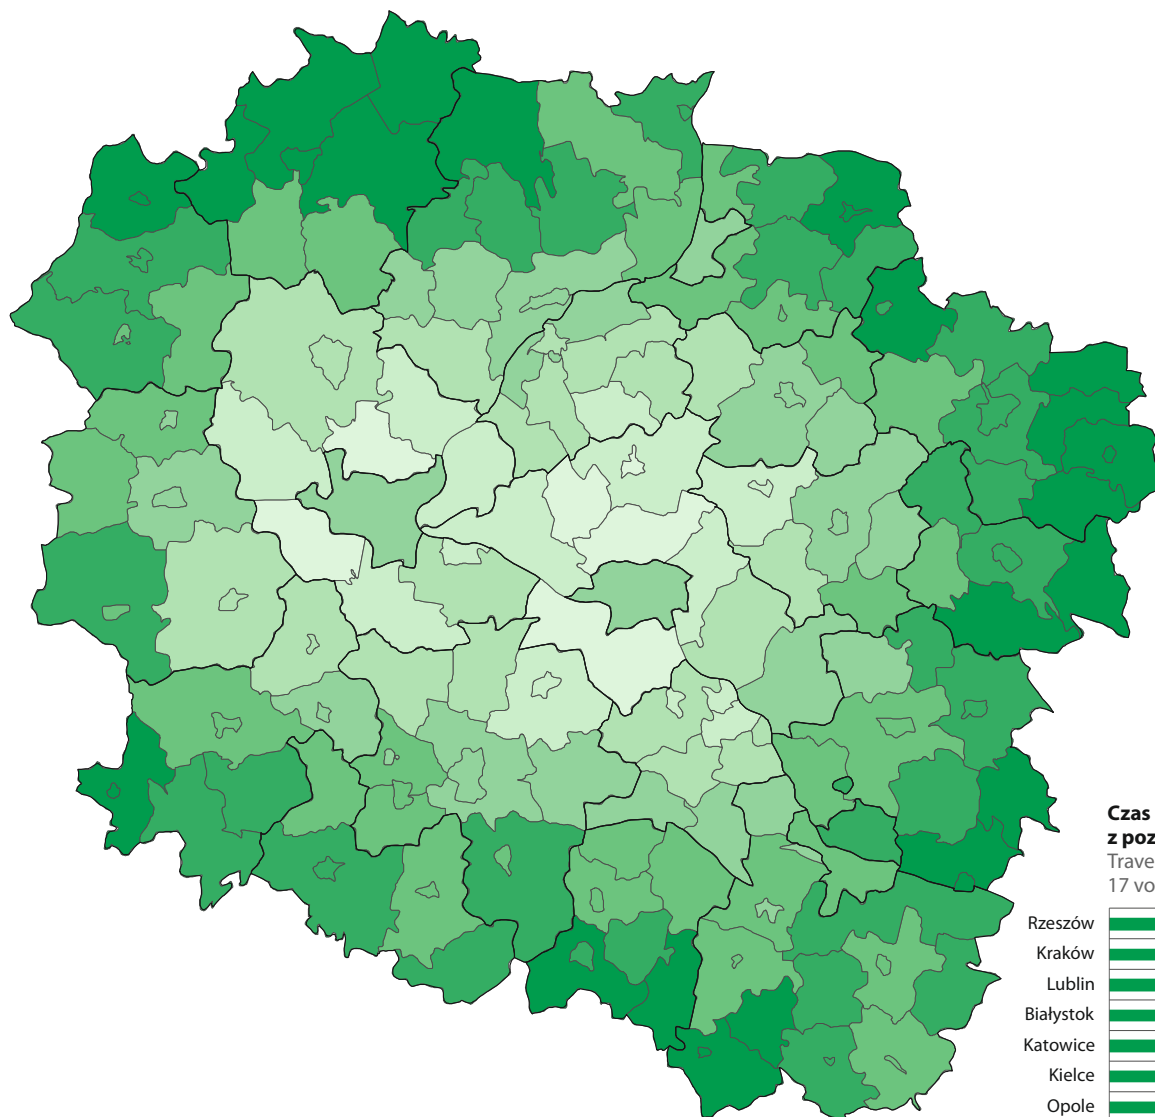 Czas
z poz
Trave
17 vo
Rzeszów
Kraków
Lublin
Białystok
Katowice
Kielce
Opole